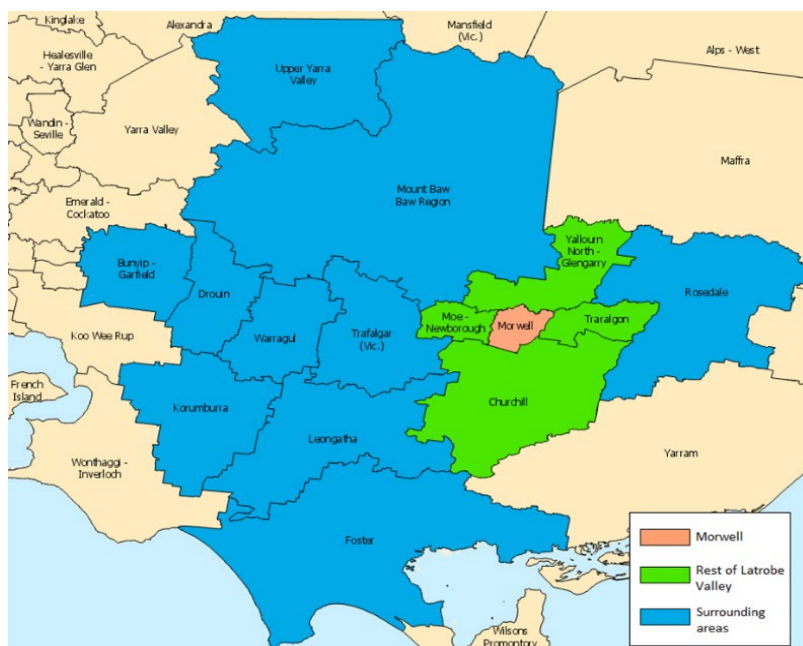 Kinglake
Alexandra
Mansfield
(Vic.)
Healesville
- Yarra Glen
Upper Yarra
Valley
Alps - West
Wandin -
Seville
Yarra Valley
Maffra
Emerald -
Cockatoo
Mount Baw
Baw Region
Yallourn
North -
Glengarry
Bunyip -
Garfield
Drouin
Rosedale
Koo Wee Rup
Warragul
Trafalgar
(Vic.)
Moe -
Newborough
Morwell
Traralgon
French
Island
Korumburra
Churchill
Leongatha
Wonthaggi -
Inverloch
Yarram
Foster
Wilsons
Promontory
Morwell
Rest of Latrobe
Valley
Surrounding
areas